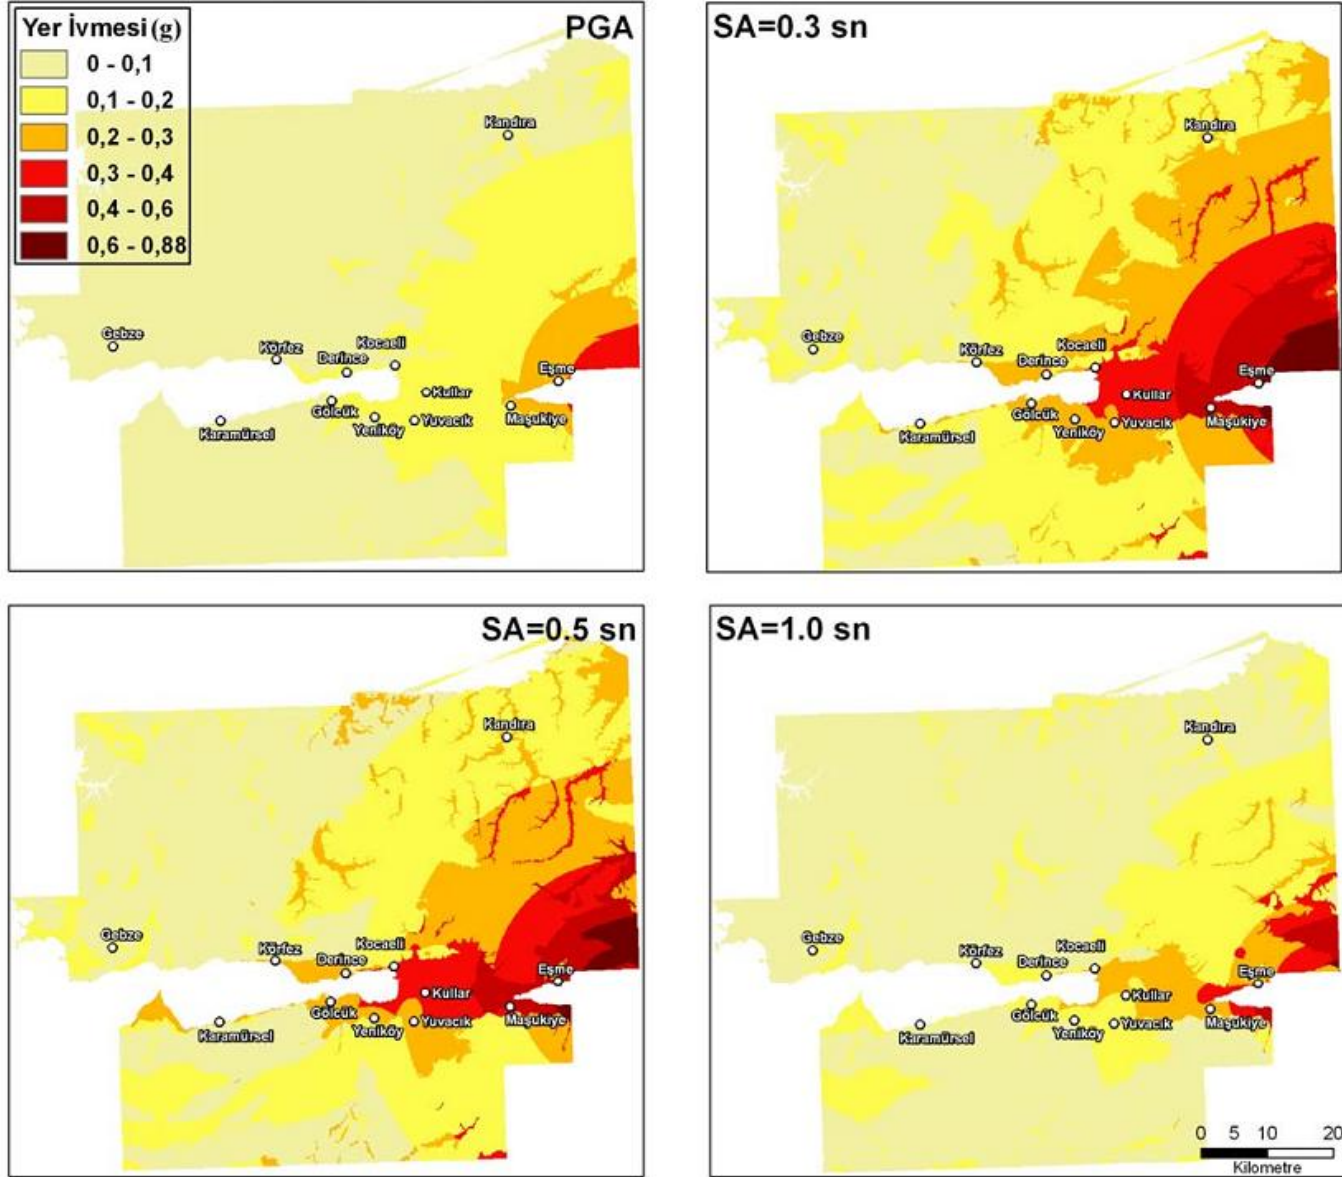 Yer İvmesi (g)
0 - 0,1
0,1 - 0,2
0,2 - 0,3
0,3 - 0,4
0,4 - 0,6
0,6 - 0,88
PGA
Kandıra
Gebze
Körfez
Derince
Kocaeli
Eşme
Kullar
Gölcük
Yeniköy
Yuvacık
Maşukiye
Karamürsel
SA=0.3 sn
Kandıra
Gebze
Körfez
Derince
Kocaeli
Eşme
Kullar
Gölcük
Yeniköy
Yuvacık
Maşukiye
Karamürsel
SA=0.5 sn
Kandıra
Gebze
Körfez
Derince
Kocaeli
Eşme
Kullar
Gölcük
Yeniköy
Yuvacık
Maşukiye
Karamürsel
SA=1.0 sn
Kandıra
Gebze
Körfez
Derince
Kocaeli
Eşme
Kullar
Gölcük
Yeniköy
Yuvacık
Maşukiye
Karamürsel
0 5 10 20
Kilometre